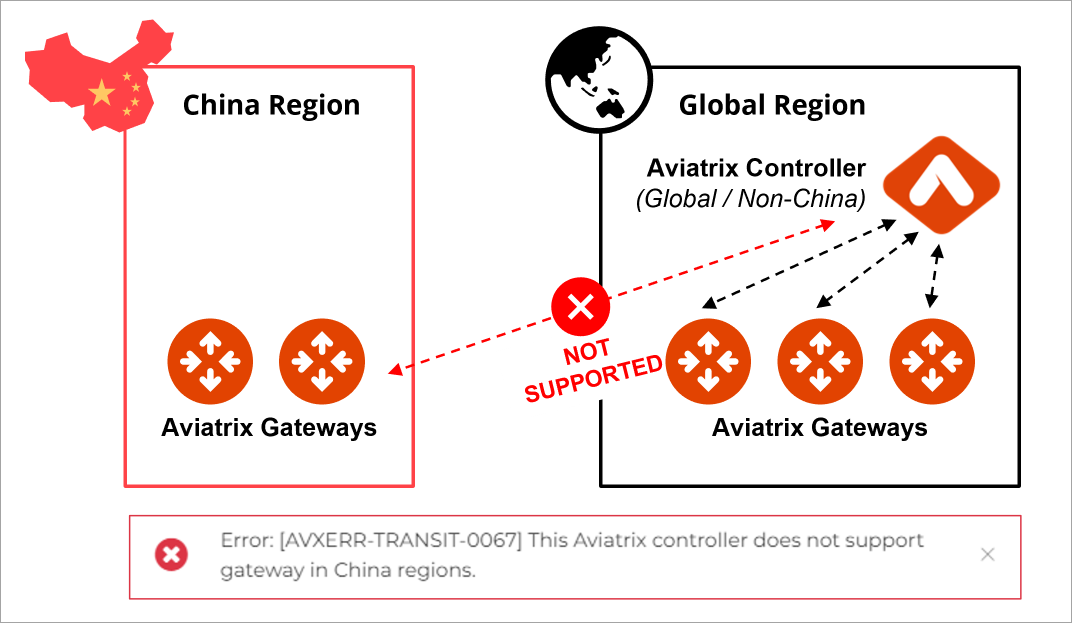 China Region
Global Region
Aviatrix Controller
(Global / Non-China)
NOT
SUPPORTED
Aviatrix Gateways
Aviatrix Gateways
Error: [AVXERR-TRANSIT-0067] This Aviatrix controller does not support
gateway in China regions.